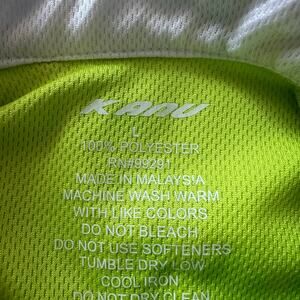 KANU
L
100% POLYESTER
RN#99291
MADE IN MALAYSIA
MACHINE WASH WARM
WITH LIKE COLORS
DO NOT BLEACH
DO NOT USE SOFTENERS
TUMBLE DRY LOW
COOL IRON
DO NOT DRY CLEAN